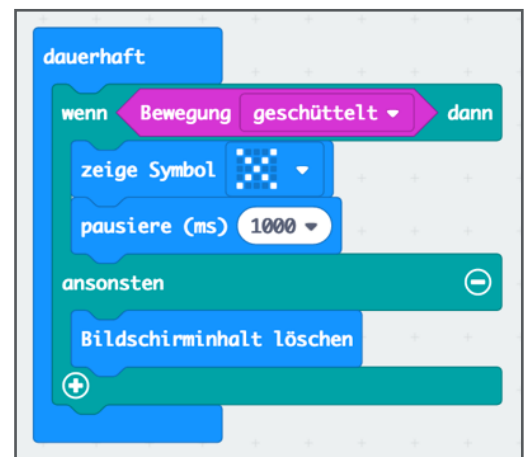 dauerhaft
wenn Bewegung geschüttelt dann
zeige Symbol
pausiere (ms) 1000
ansonsten
Bildschirminhalt löschen